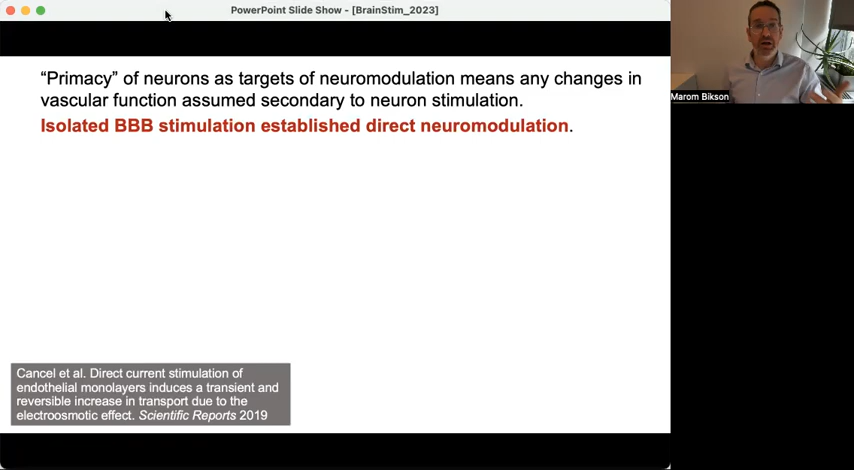 PowerPoint Slide Show - [BrainStim_2023]
Marom Bikson
“Primacy” of neurons as targets of neuromodulation means any changes in
vascular function assumed secondary to neuron stimulation.
Isolated BBB stimulation established direct neuromodulation.
Cancel et al. Direct current stimulation of
endothelial monolayers induces a transient and
reversible increase in transport due to the
electroosmotic effect. Scientific Reports 2019